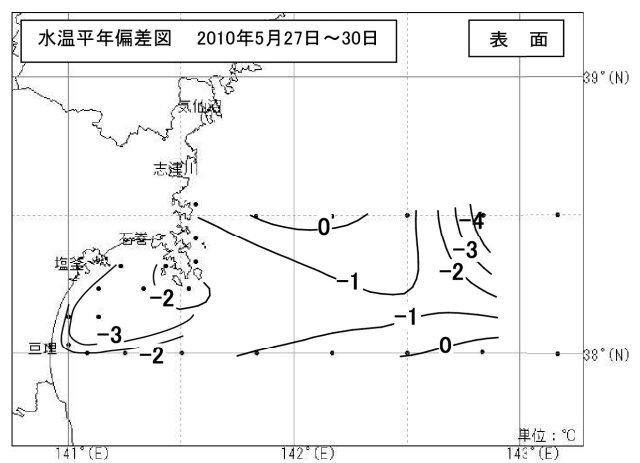 水温平年偏差図　2010年5月27日～30日
表　面
39°(N)
気仙沼
志津川
0
-4
石巻
-3
塩釜
-2
-1
-2
-1
-3
0
亘理
-2
38°(N)
単位：℃
141°(E)
142°(E)
143°(E)